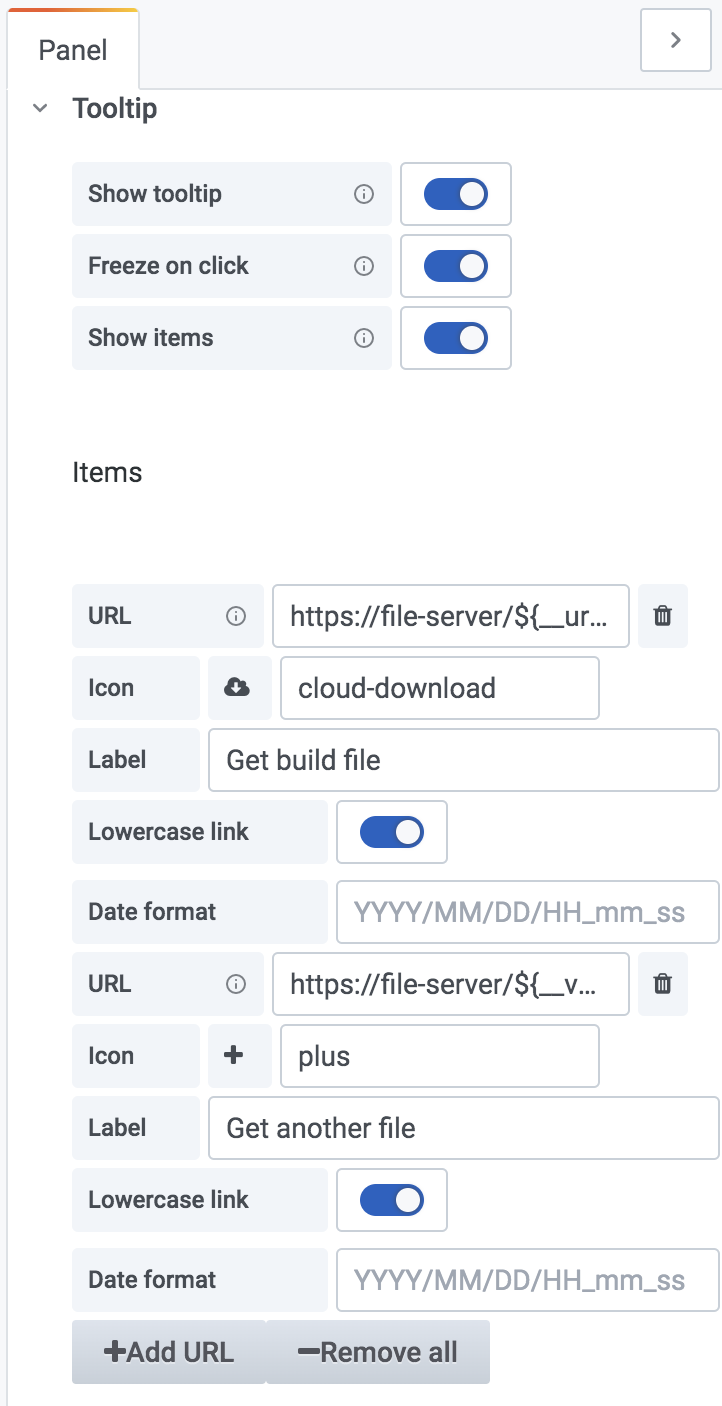 Panel
Tooltip
Show tooltip
Freeze on click
Show items
Items
URL https://file-server/${__ur...
Icon cloud-download
Label Get build file
Lowercase link
Date format YYYY/MM/DD/HH_mm_ss
URL https://file-server/${__v...
Icon plus
Label Get another file
Lowercase link
Date format YYYY/MM/DD/HH_mm_ss
Add URL Remove all